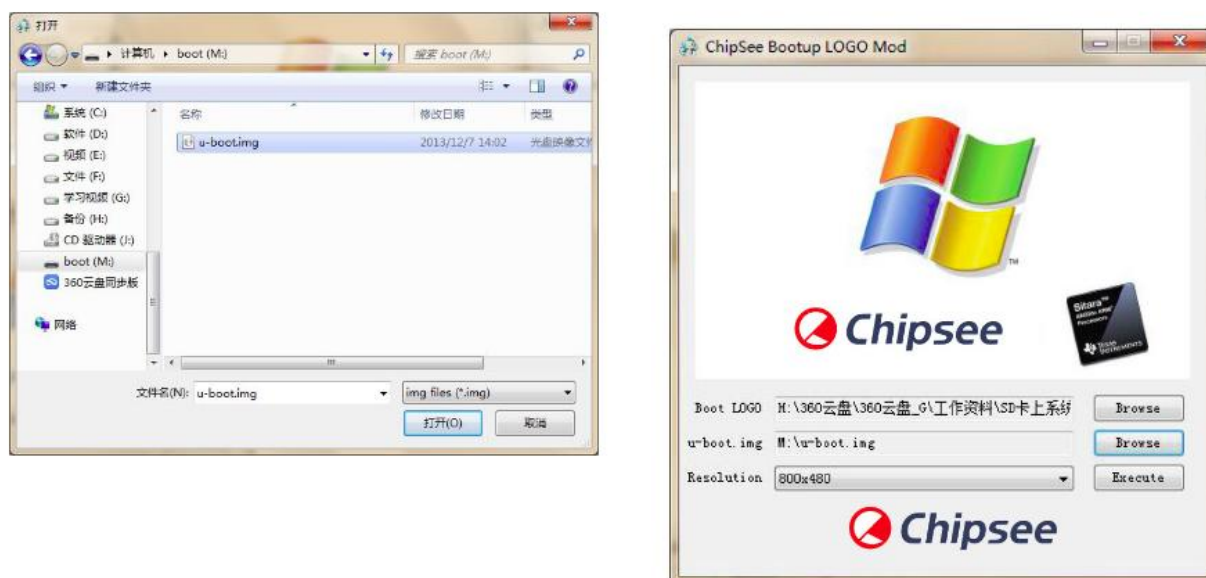 打开
计算机 ▸ boot (M:)
搜索 boot (M:)
组织 新建文件夹
系统 (C:)
软件 (D:)
视频 (E:)
文件 (F:)
学习视频 (G:)
备份 (H:)
CD 驱动器 (J:)
boot (M:)
360云盘同步版
网络
名称 修改日期 类型
u-boot.img 2013/12/7 14:02 光盘映像文
文件名(N): u-boot.img img files (*.img)
打开(O) 取消
ChipSee Bootup LOGO Mod
TM
Chipsee
Sitara™
Processors
Texas
Instruments
Boot LOGO H:\360云盘\360云盘_G\工作资料\SD卡上系统 Browse
u-boot.img M:\u-boot.img Browse
Resolution 800x480 Execute
Chipsee